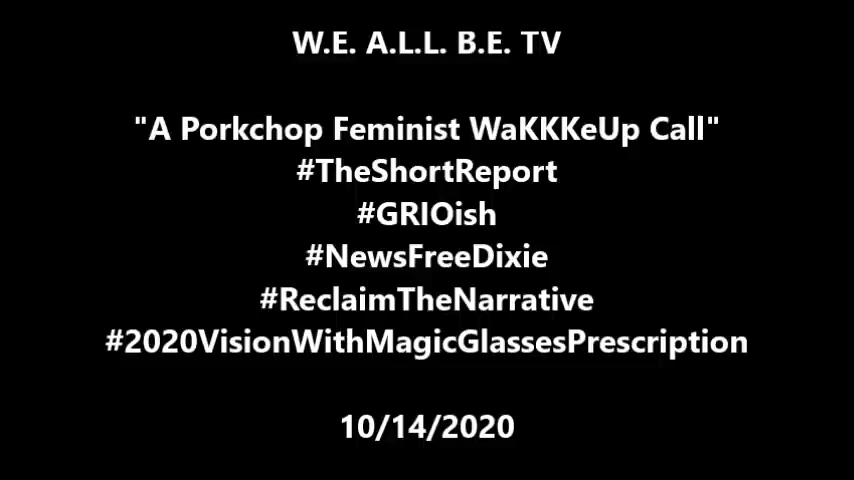 W.E. A.L.L. B.E. TV
"A Porkchop Feminist WaKKKeUp Call"
#TheShortReport
#GRIOish
#NewsFreeDixie
#ReclaimTheNarrative
#2020VisionWithMagicGlassesPrescription
10/14/2020